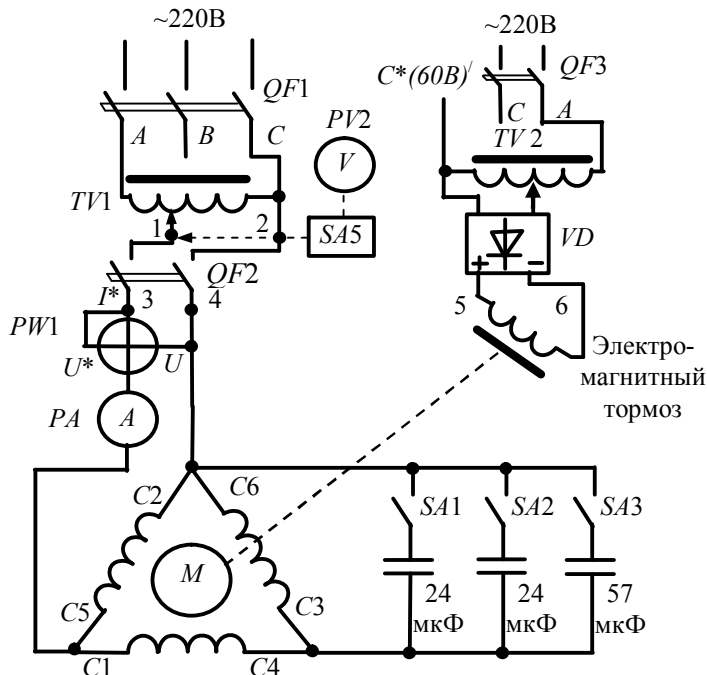 ~220В
~220В
C*(60В)/
QF3
QF1
PV2
C
A
A
B
C
V
TV2
TV1
1
2
SA5
VD
+
−
QF2
I*
3
4
5
6
PW1
U*
U
Электро-
магнитный
тормоз
PA
A
C2
C6
SA1
SA2
SA3
M
C5
C3
24
24
57
мкФ
мкФ
мкФ
C1
C4